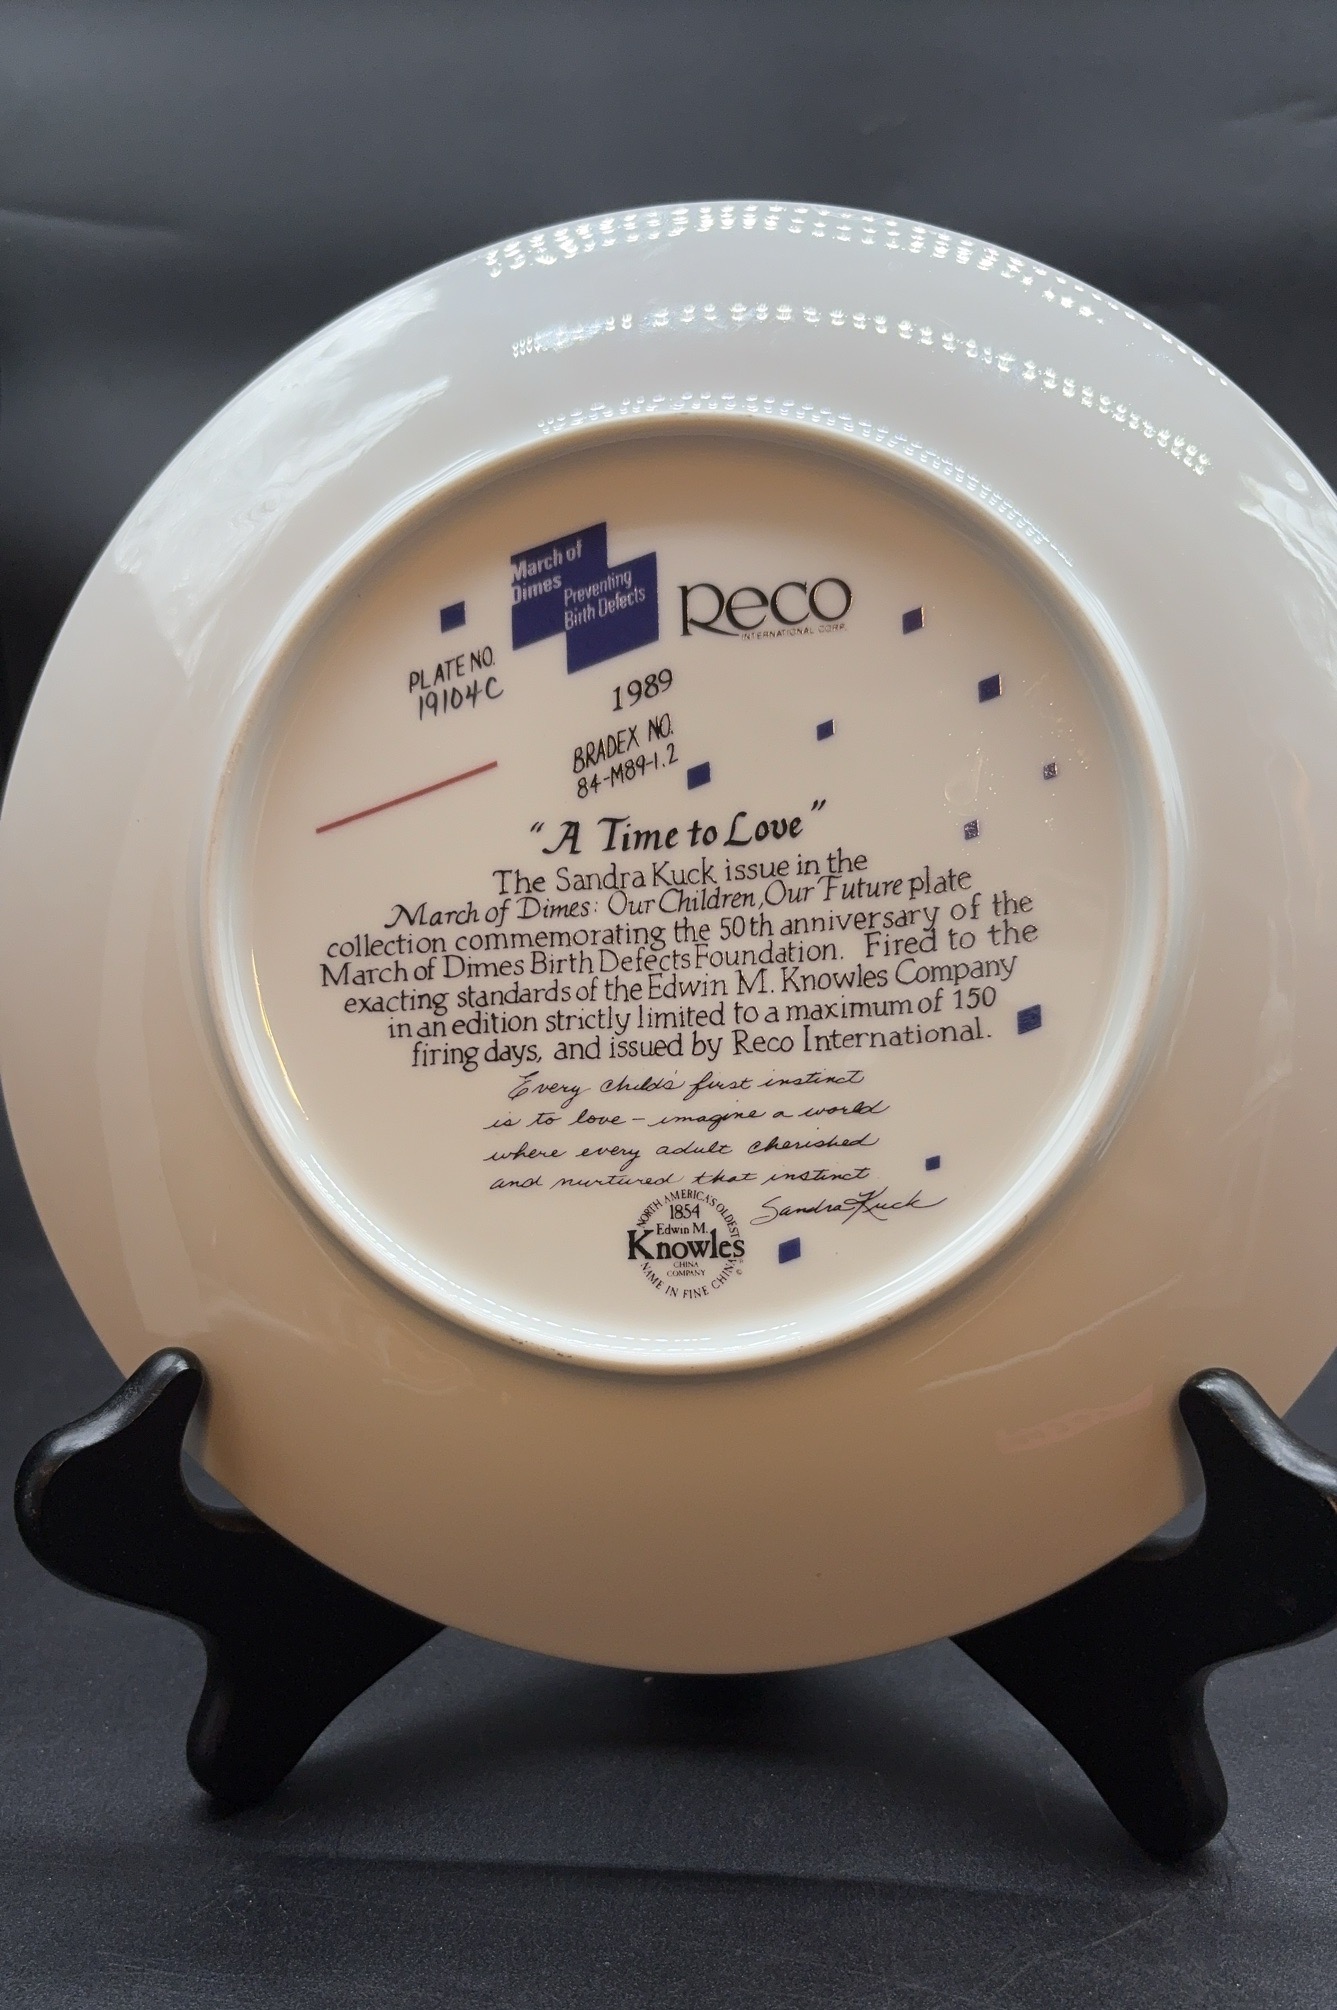 March of
Dimes
Preventing
Birth Defects
Reco
INTERNATIONAL CORP.
PLATE NO.
19104C
1989
BRADEX NO.
84-M89-1.2
"A Time to Love"
The Sandra Kuck issue in the
March of Dimes: Our Children, Our Future plate
collection commemorating the 50th anniversary of the
March of Dimes Birth Defects Foundation. Fired to the
exacting standards of the Edwin M. Knowles Company
in an edition strictly limited to a maximum of 150
firing days, and issued by Reco International.
Every child's first instinct
is to love – imagine a world
where every adult cherished
and nurtured that instinct
Sandra Kuck
NORTH AMERICA'S OLDEST
1854
Edwin M.
Knowles
CHINA
COMPANY
NAME IN FINE CHINA
©